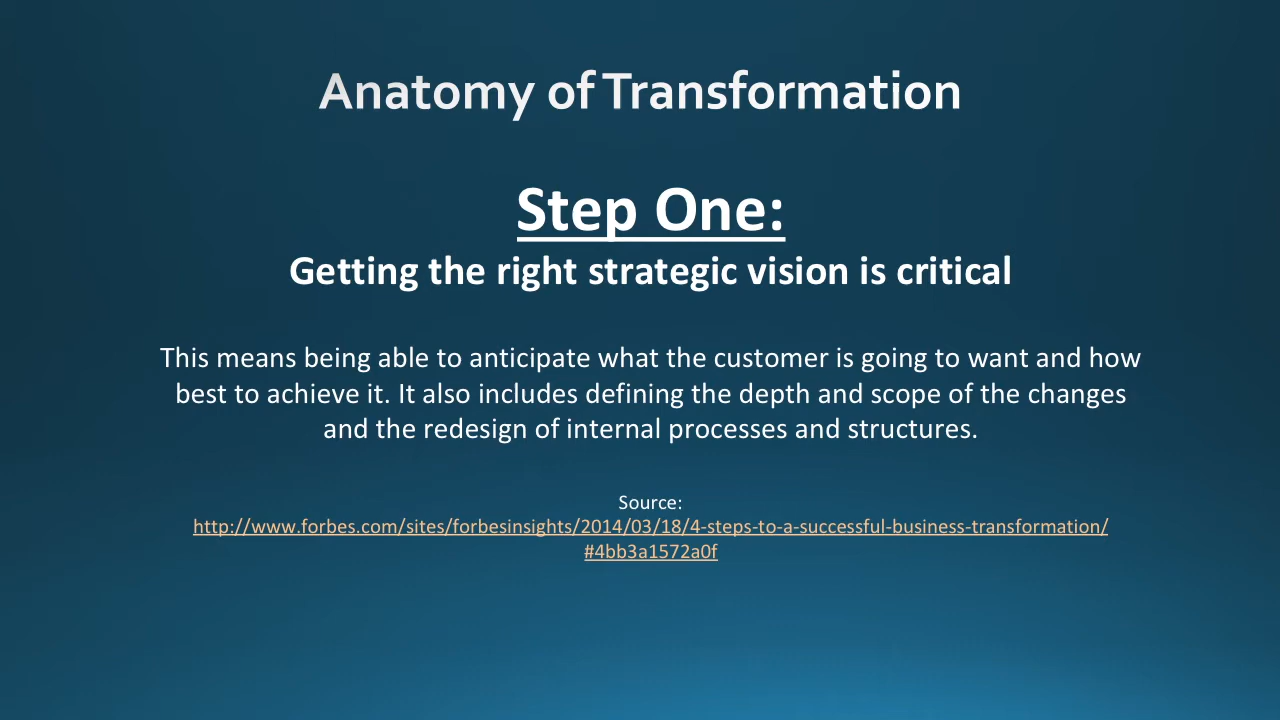 Anatomy of Transformation
Step One:
Getting the right strategic vision is critical
This means being able to anticipate what the customer is going to want and how
best to achieve it. It also includes defining the depth and scope of the changes
and the redesign of internal processes and structures.
Source:
http://www.forbes.com/sites/forbesinsights/2014/03/18/4-steps-to-a-successful-business-transformation/
#4bb3a1572a0f